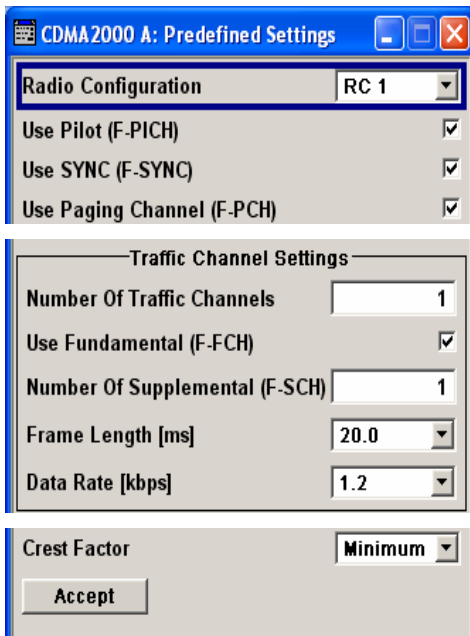 CDMA2000 A: Predefined Settings
Radio Configuration RC 1
Use Pilot (F-PICH)
Use SYNC (F-SYNC)
Use Paging Channel (F-PCH)
Traffic Channel Settings
Number Of Traffic Channels 1
Use Fundamental (F-FCH)
Number Of Supplemental (F-SCH) 1
Frame Length [ms] 20.0
Data Rate [kbps] 1.2
Crest Factor Minimum
Accept